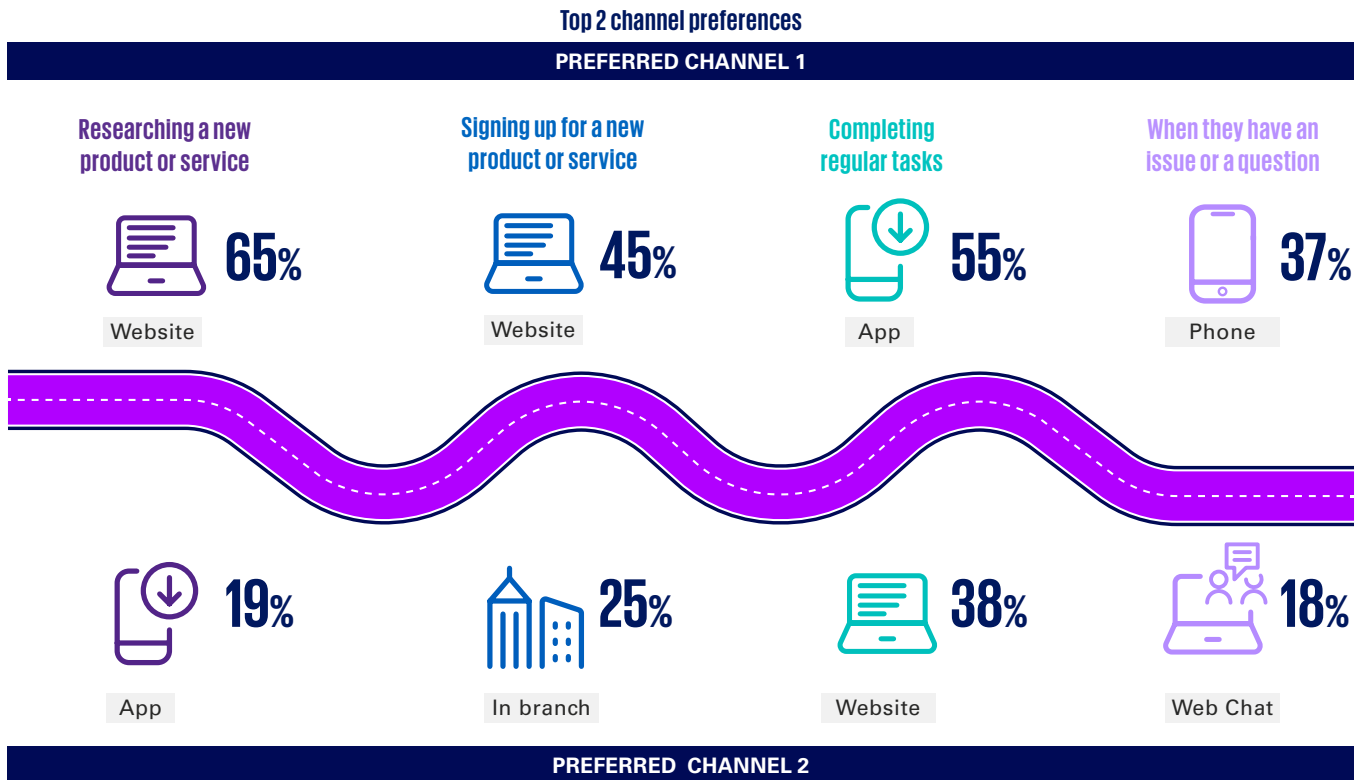 Top 2 channel preferences
PREFERRED CHANNEL 1
Researching a new
product or service
Signing up for a new
product or service
Completing
regular tasks
When they have an
issue or a question
65%
45%
55%
37%
Website
Website
App
Phone
19%
25%
38%
18%
App
In branch
Website
Web Chat
PREFERRED CHANNEL 2